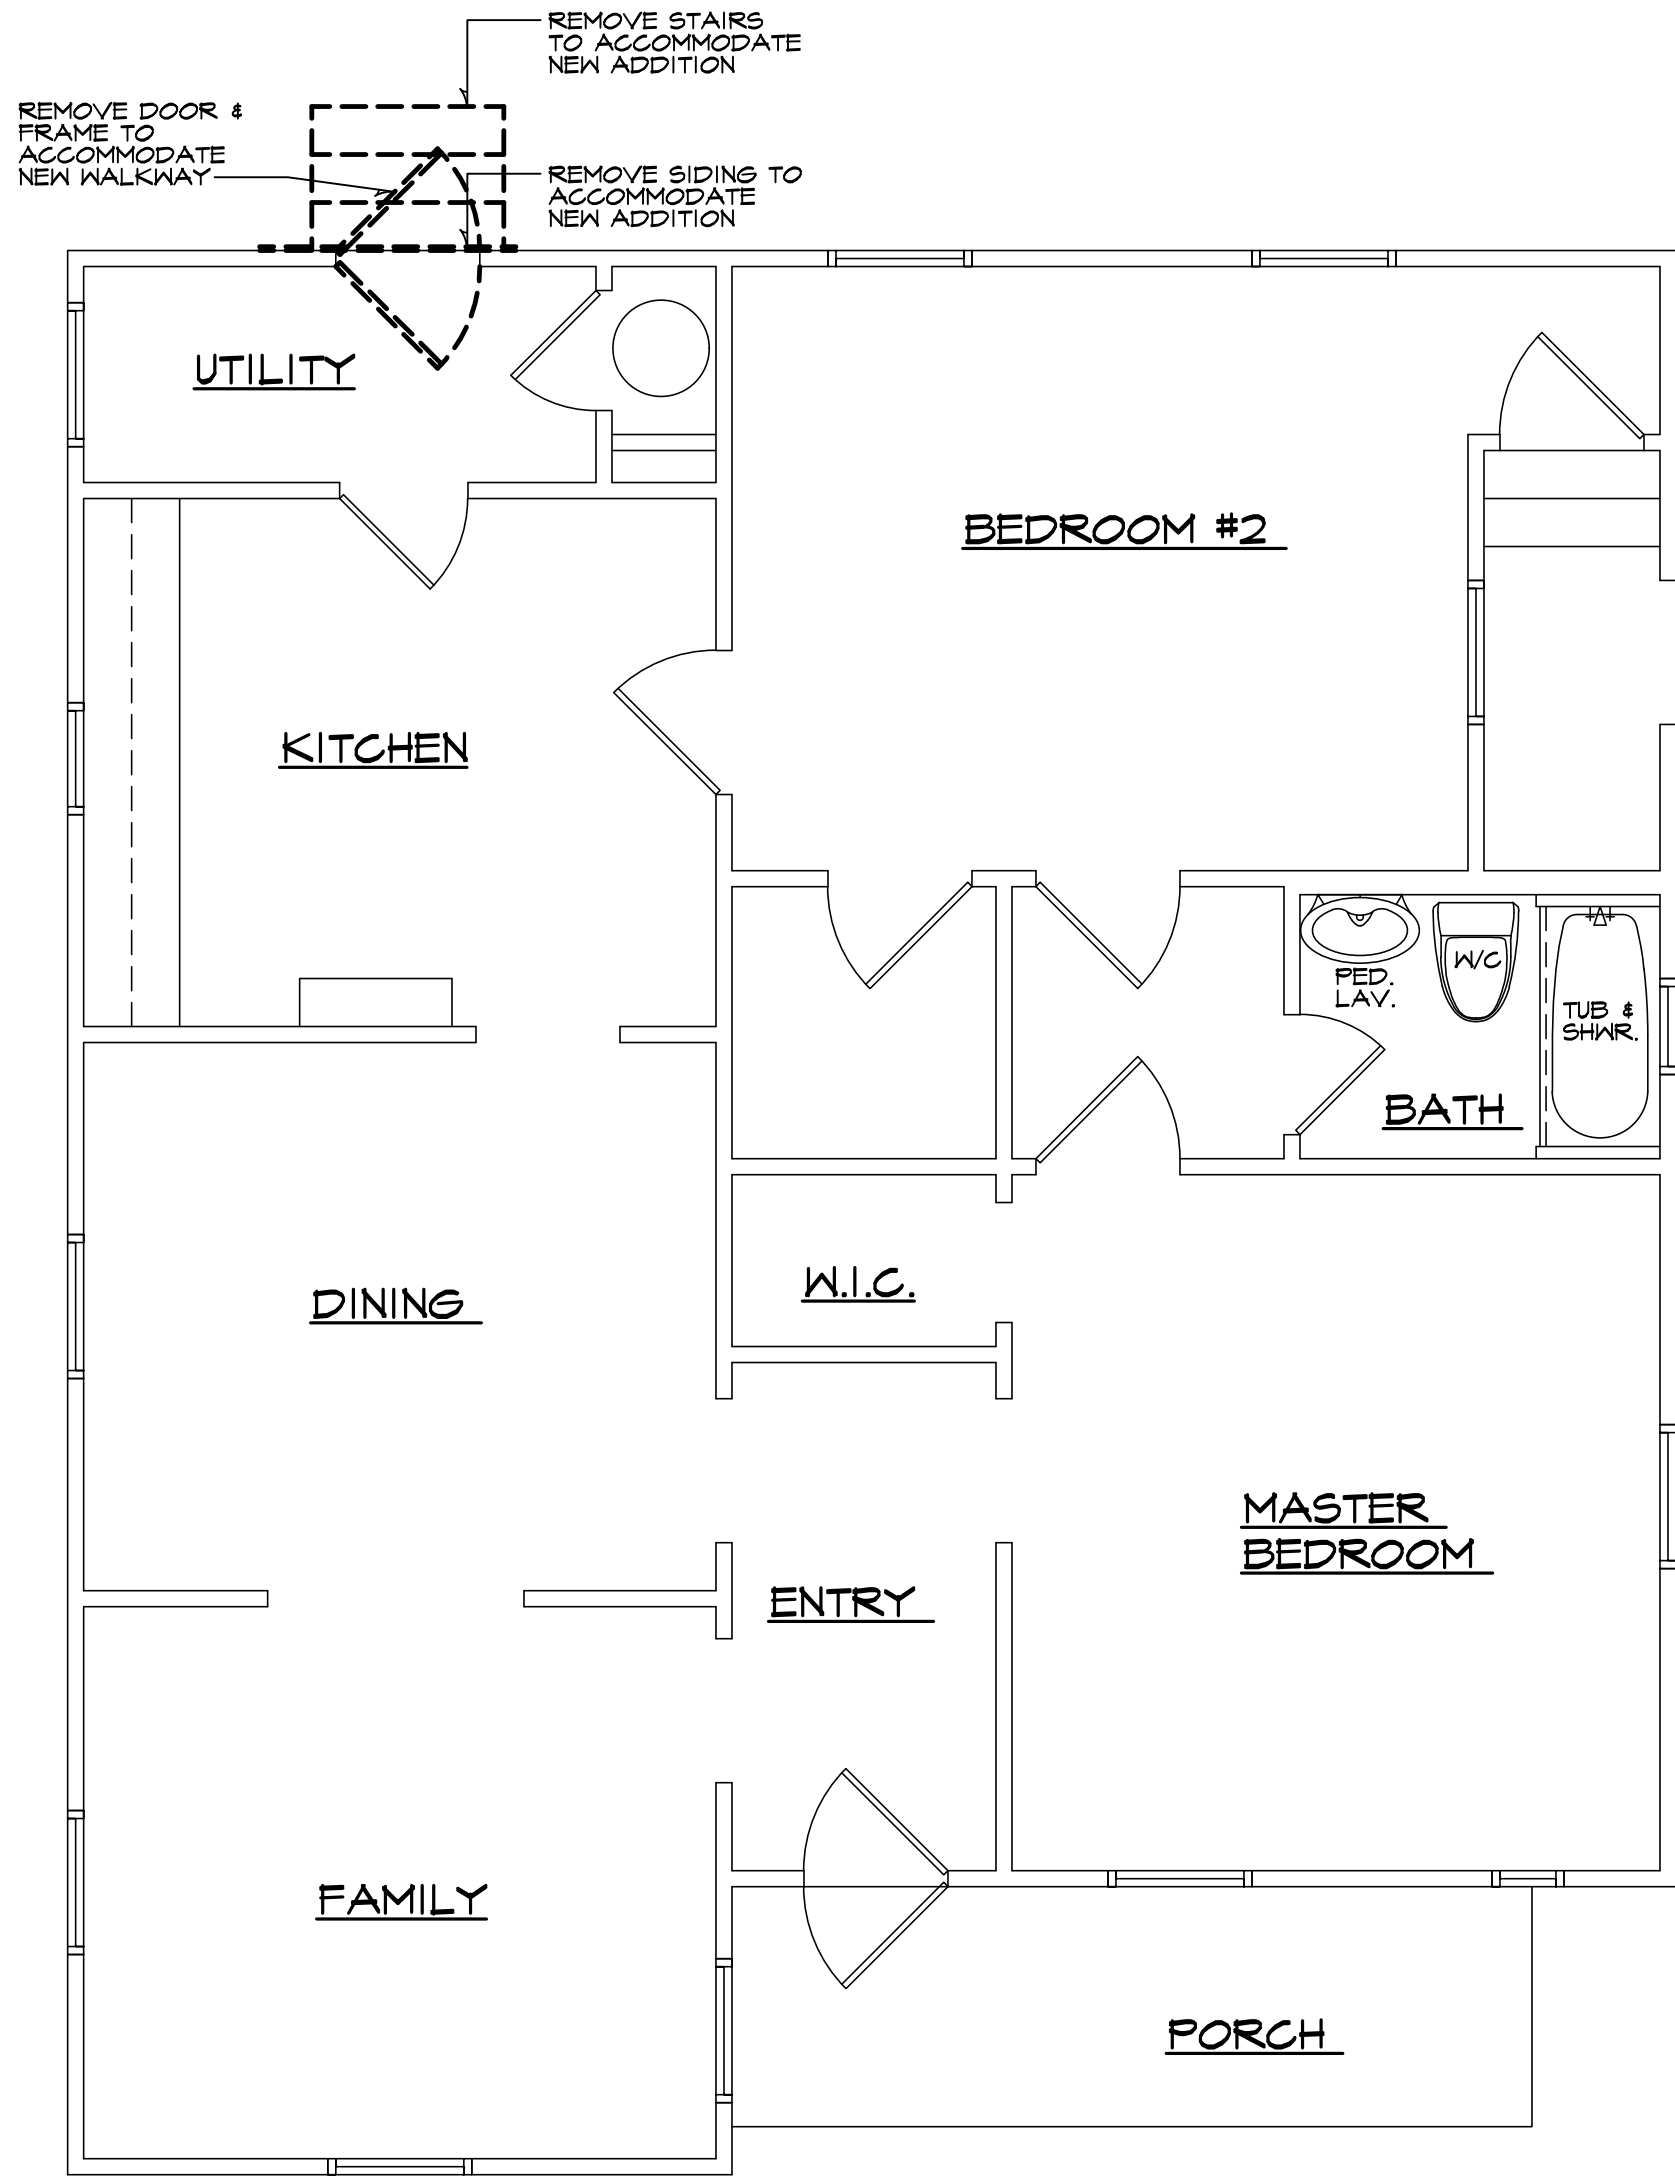 REMOVE STAIRS
TO ACCOMMODATE
NEW ADDITION
REMOVE DOOR &
FRAME TO
ACCOMMODATE
NEW WALKWAY
REMOVE SIDING TO
ACCOMMODATE
NEW ADDITION
UTILITY
BEDROOM #2
KITCHEN
W/C
PED.
LAV.
TUB &
SHWR.
BATH
W.I.C.
DINING
MASTER
BEDROOM
ENTRY
FAMILY
PORCH